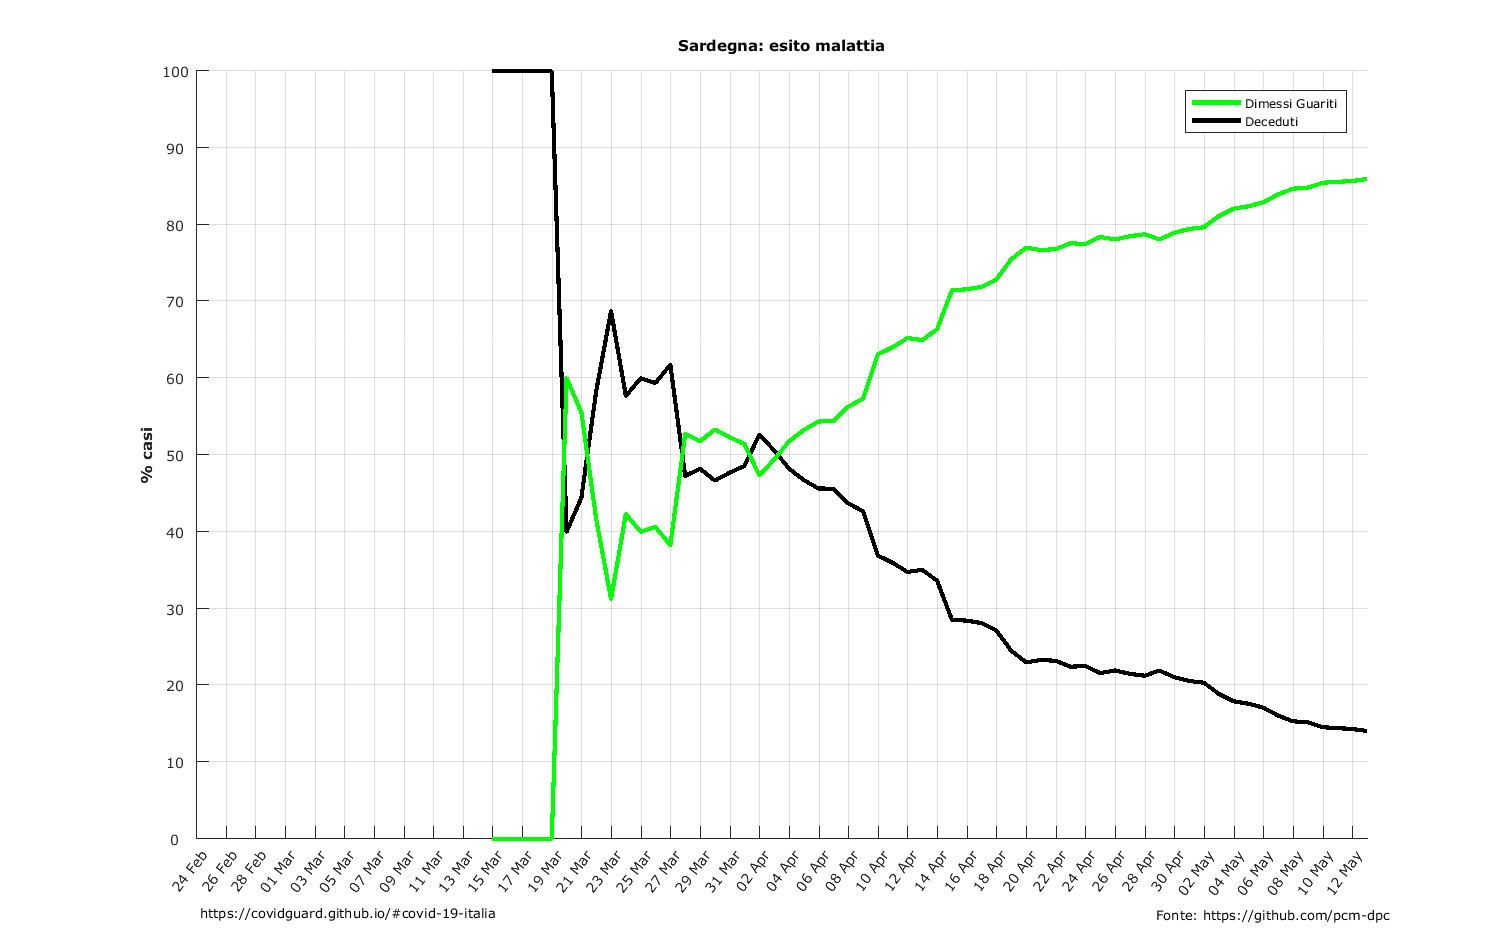 Sardegna: esito malattia
Dimessi Guariti
Deceduti
% casi
100
90
80
70
60
50
40
30
20
10
0
24 Feb
26 Feb
28 Feb
01 Mar
03 Mar
05 Mar
07 Mar
09 Mar
11 Mar
13 Mar
15 Mar
17 Mar
19 Mar
21 Mar
23 Mar
25 Mar
27 Mar
29 Mar
31 Mar
02 Apr
04 Apr
06 Apr
08 Apr
10 Apr
12 Apr
14 Apr
16 Apr
18 Apr
20 Apr
22 Apr
24 Apr
26 Apr
28 Apr
30 Apr
02 May
04 May
06 May
08 May
10 May
12 May
https://covidguard.github.io/#covid-19-italia
Fonte: https://github.com/pcm-dpc